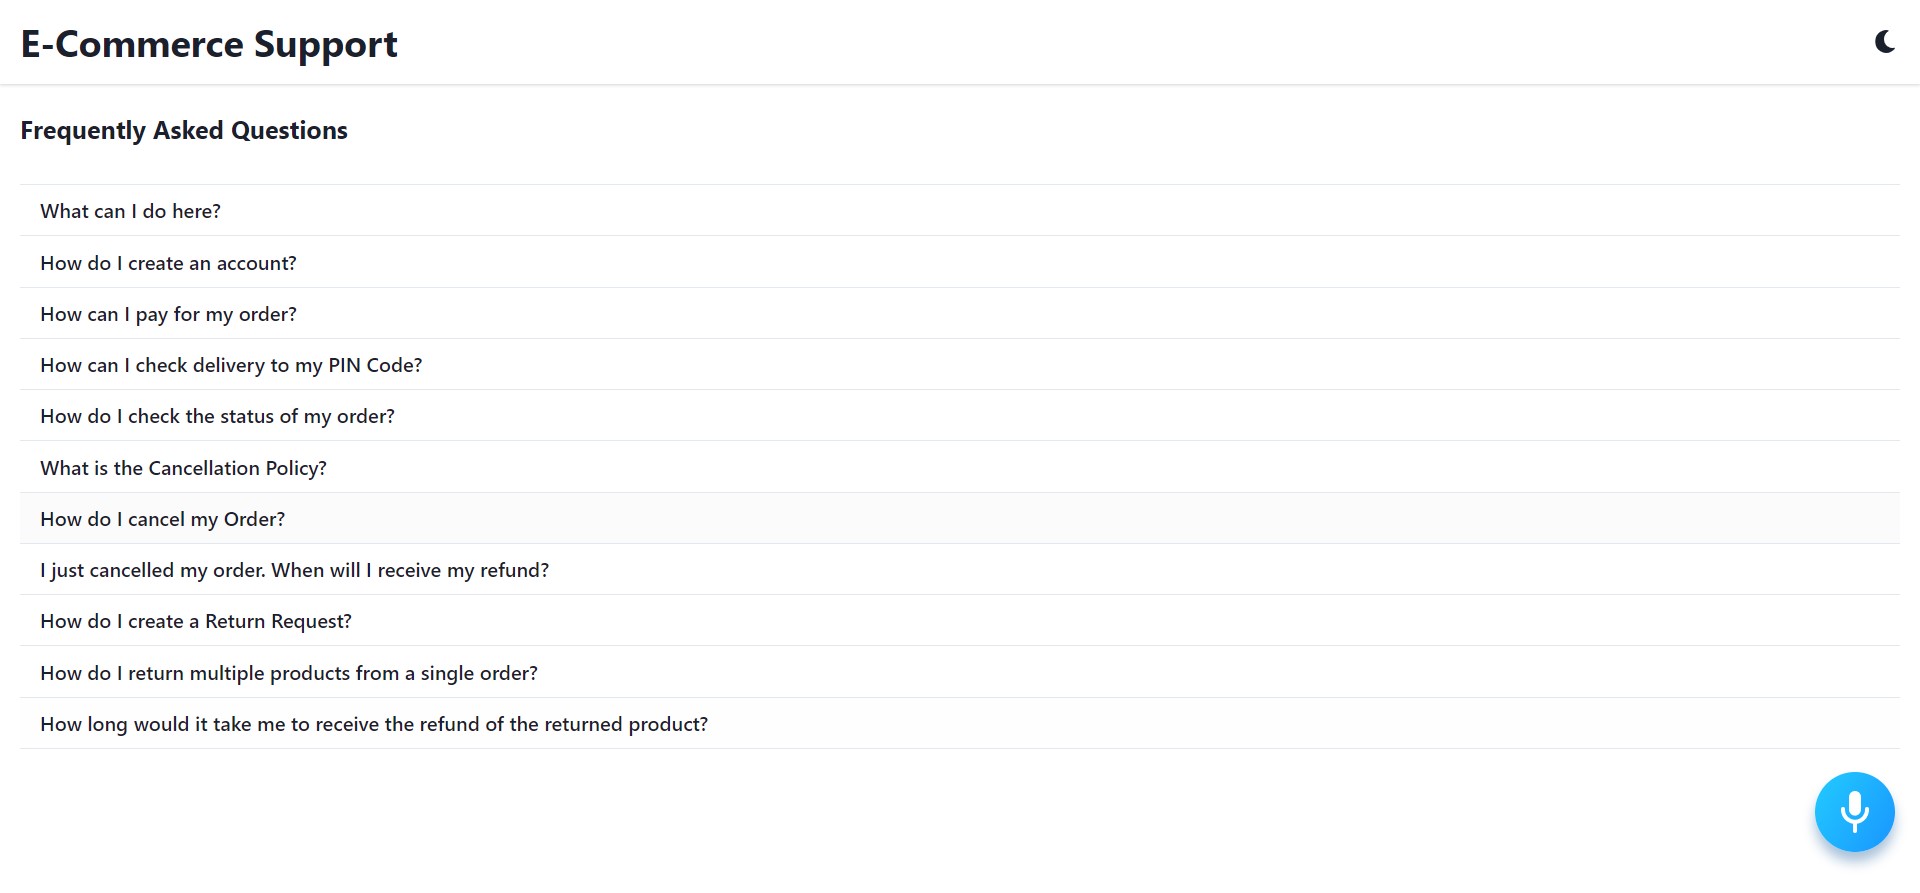 E-Commerce Support
Frequently Asked Questions
What can I do here?
How do I create an account?
How can I pay for my order?
How can I check delivery to my PIN Code?
How do I check the status of my order?
What is the Cancellation Policy?
How do I cancel my Order?
I just cancelled my order. When will I receive my refund?
How do I create a Return Request?
How do I return multiple products from a single order?
How long would it take me to receive the refund of the returned product?